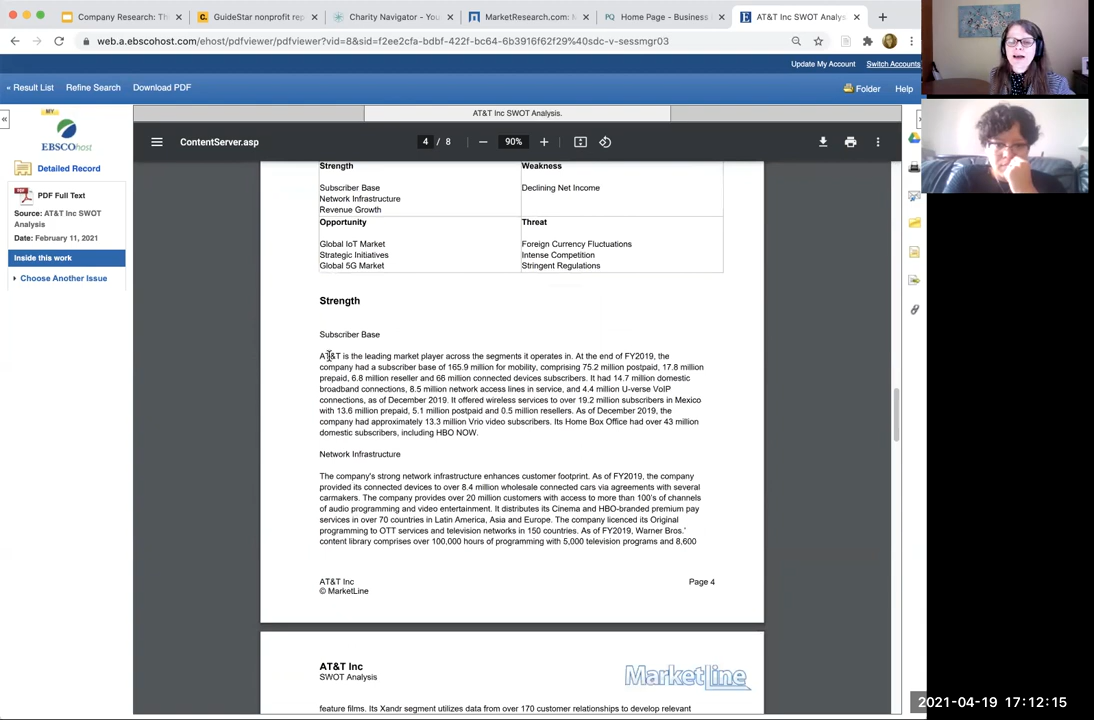 Company Research: Th
GuideStar nonprofit rep
Charity Navigator - You
MarketResearch.com: M
PQ Home Page - Business
AT&T Inc SWOT Analys
web.a.ebscohost.com/ehost/pdfviewer/pdfviewer?vid=8&sid=f2ee2cfa-bdbf-422f-bc64-6b3916f62f29%40sdc-v-sessmgr03
Update My Account Switch Accounts
« Result List Refine Search Download PDF Folder Help
AT&T SWOT Analysis.
MY
EBSCOhost
ContentServer.asp 4 / 8 90%
Detailed Record
PDF Full Text
Source: AT&T Inc SWOT
Analysis
Date: February 11, 2021
Inside this work
Choose Another Issue
Strength Weakness
Subscriber Base Declining Net Income
Network Infrastructure
Revenue Growth
Opportunity Threat
Global IoT Market Foreign Currency Fluctuations
Strategic Initiatives Intense Competition
Global 5G Market Stringent Regulations
Strength
Subscriber Base
AT&T is the leading market player across the segments it operates in. At the end of FY2019, the
company had a subscriber base of 165.9 million for mobility, comprising 75.2 million postpaid, 17.8 million
prepaid, 6.8 million reseller and 66 million connected devices subscribers. It had 14.7 million domestic
broadband connections, 8.5 million network access lines in service, and 4.4 million U-verse VoIP
connections, as of December 2019. It offered wireless services to over 19.2 million subscribers in Mexico
with 13.6 million prepaid, 5.1 million postpaid and 0.5 million resellers. As of December 2019, the
company had approximately 13.3 million Vrio video subscribers. Its Home Box Office had over 43 million
domestic subscribers, including HBO NOW.
Network Infrastructure
The company's strong network infrastructure enhances customer footprint. As of FY2019, the company
provided its connected devices to over 8.4 million wholesale connected cars via agreements with several
carmakers. The company provides over 20 million customers with access to more than 100's of channels
of audio programming and video entertainment. It distributes its Cinema and HBO-branded premium pay
services in over 70 countries in Latin America, Asia and Europe. The company licenced its Original
programming to OTT services and television networks in 150 countries. As of FY2019, Warner Bros.'
content library comprises over 100,000 hours of programming with 5,000 television programs and 8,600
AT&T Inc Page 4
© MarketLine
AT&T Inc
SWOT Analysis
MarketLine
feature films. Its Xandr segment utilizes data from over 170 customer relationships to develop relevant
2021-04-19 17:12:15